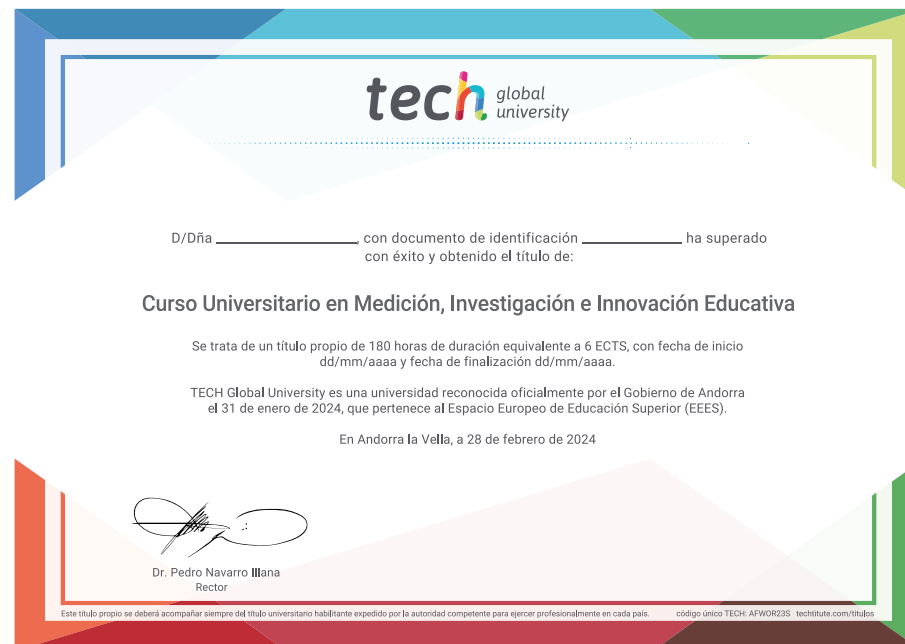 tech global university
D/Dña ______________, con documento de identificación __________ ha superado
con éxito y obtenido el título de:
Curso Universitario en Medición, Investigación e Innovación Educativa
Se trata de un título propio de 180 horas de duración equivalente a 6 ECTS, con fecha de inicio
dd/mm/aaaa y fecha de finalización dd/mm/aaaa.
TECH Global University es una universidad reconocida oficialmente por el Gobierno de Andorra
el 31 de enero de 2024, que pertenece al Espacio Europeo de Educación Superior (EEES).
En Andorra la Vella, a 28 de febrero de 2024
Dr. Pedro Navarro Illana
Rector
Este título propio se deberá acompañar siempre del título universitario habilitante expedido por la autoridad competente para ejercer profesionalmente en cada país. código único TECH: AFWOR23S techtitute.com/titulos